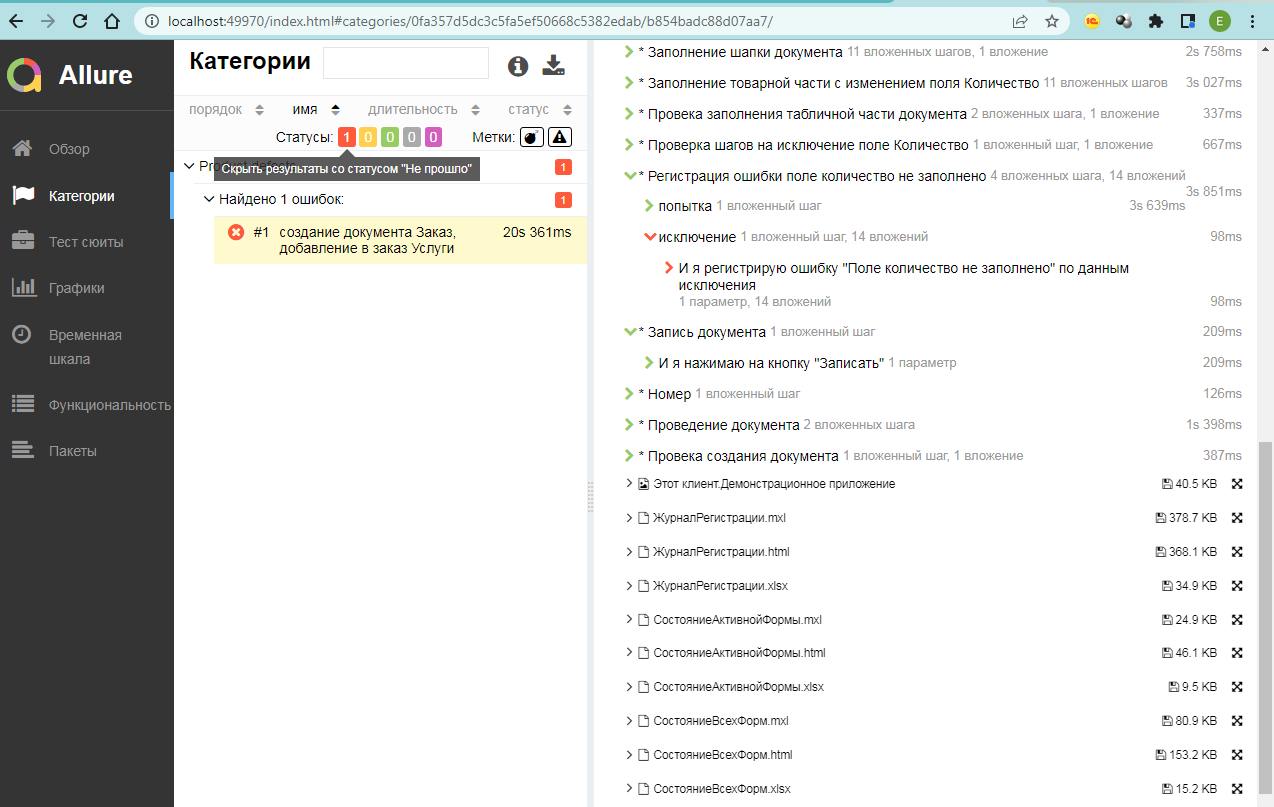 localhost:49970/index.html#categories/0fa357d5dc3c5fa5ef50668c5382edab/b854badc88d07aa7/
E
Allure
Обзор
Категории
Тест сюиты
Графики
Временная
шкала
Функциональность
Пакеты
Категории
порядок имя длительность статус
Статусы: 1 0 0 0 0 Метки:
Скрыть результаты со статусом "Не прошло"
1
Найдено 1 ошибок: 1
#1 создание документа Заказ, 20s 361ms
добавление в заказ Услуги
* Заполнение шапки документа 11 вложенных шагов, 1 вложение 2s 758ms
* Заполнение товарной части с изменением поля Количество 11 вложенных шагов 3s 027ms
* Провека заполнения табличной части документа 2 вложенных шага, 1 вложение 337ms
* Проверка шагов на исключение поле Количество 1 вложенный шаг, 1 вложение 667ms
* Регистрация ошибки поле количество не заполнено 4 вложенных шага, 14 вложений
3s 851ms
попытка 1 вложенный шаг 3s 639ms
исключение 1 вложенный шаг, 14 вложений 98ms
И я регистрирую ошибку "Поле количество не заполнено" по данным
исключения
1 параметр, 14 вложений 98ms
* Запись документа 1 вложенный шаг 209ms
И я нажимаю на кнопку "Записать" 1 параметр 209ms
* Номер 1 вложенный шаг 126ms
* Проведение документа 2 вложенных шага 1s 398ms
* Провека создания документа 1 вложенный шаг, 1 вложение 387ms
Этот клиент.Демонстрационное приложение 40.5 KB
ЖурналРегистрации.mxl 378.7 KB
ЖурналРегистрации.html 368.1 KB
ЖурналРегистрации.xlsx 34.9 KB
СостояниеАктивнойФормы.mxl 24.9 KB
СостояниеАктивнойФормы.html 46.1 KB
СостояниеАктивнойФормы.xlsx 9.5 KB
СостояниеВсехФорм.mxl 80.9 KB
СостояниеВсехФорм.html 153.2 KB
СостояниеВсехФорм.xlsx 15.2 KB